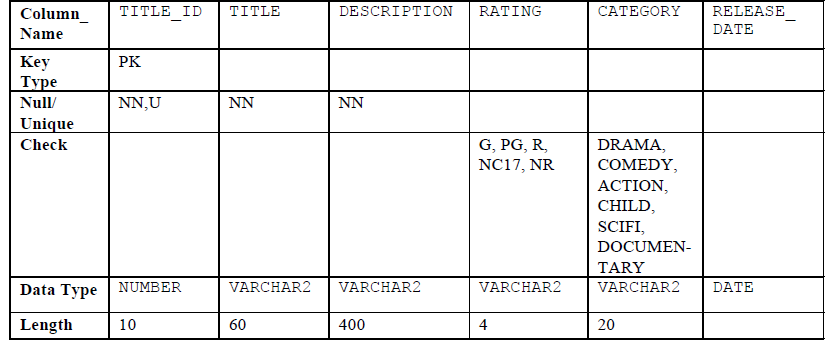 Column_ TITLE_ID TITLE DESCRIPTION RATING CATEGORY RELEASE_
Name DATE
Key PK
Type
Null/ NN,U NN NN
Unique
Check G, PG, R, DRAMA,
NC17, NR COMEDY,
ACTION,
CHILD,
SCIFI,
DOCUMEN-
TARY
Data Type NUMBER VARCHAR2 VARCHAR2 VARCHAR2 VARCHAR2 DATE
Length 10 60 400 4 20